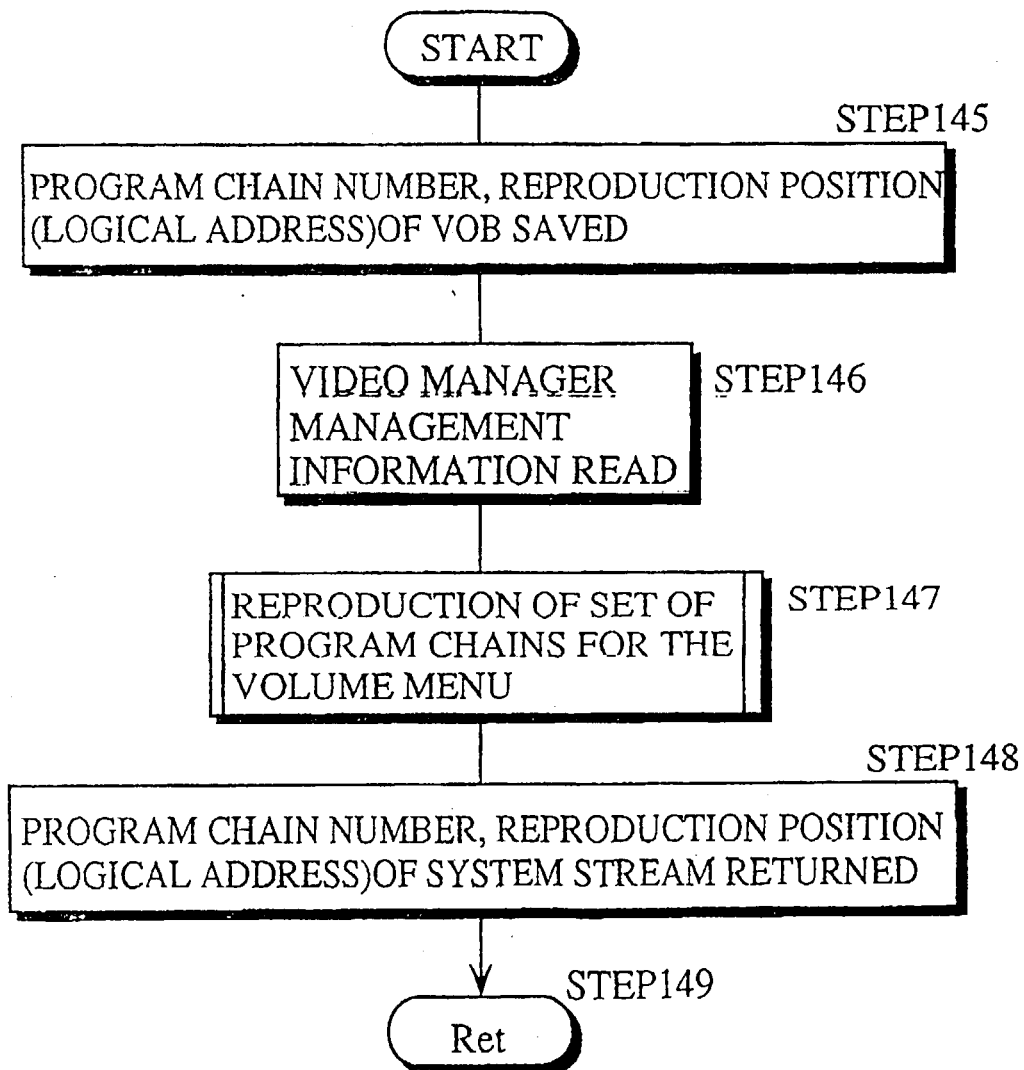 START
STEP145
PROGRAM CHAIN NUMBER, REPRODUCTION POSITION
(LOGICAL ADDRESS)OF VOB SAVED
VIDEO MANAGER
MANAGEMENT
INFORMATION READ
STEP146
REPRODUCTION OF SET OF
PROGRAM CHAINS FOR THE
VOLUME MENU
STEP147
STEP148
PROGRAM CHAIN NUMBER, REPRODUCTION POSITION
(LOGICAL ADDRESS)OF SYSTEM STREAM RETURNED
STEP149
Ret